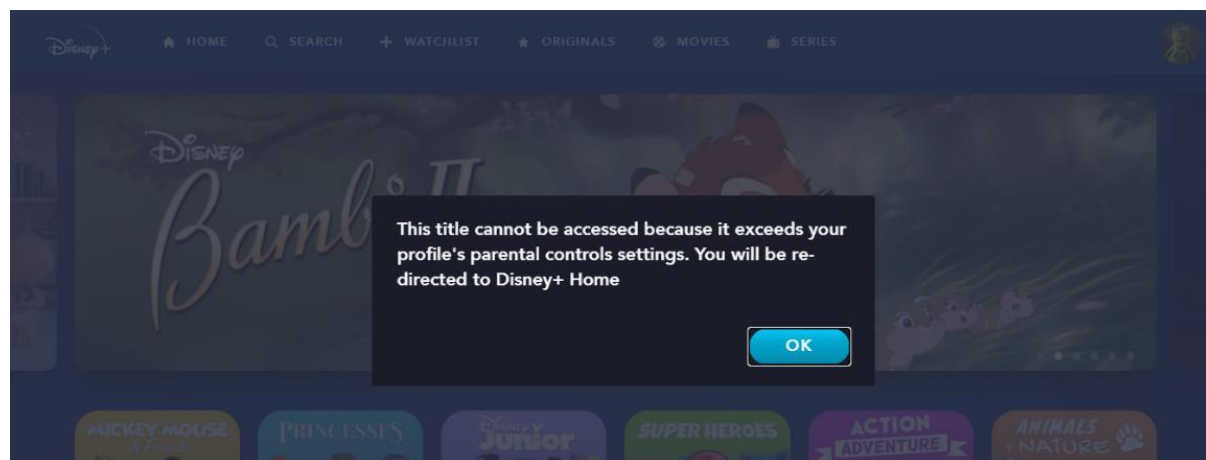 Disney+ HOME SEARCH WATCHLIST ORIGINALS MOVIES SERIES
Disney
Bambi II
This title cannot be accessed because it exceeds your
profile's parental controls settings. You will be re-
directed to Disney+ Home
OK
MICKEY MOUSE PRINCESSES Disney SUPER HEROES ACTION ANIMALS
Junior ADVENTURE + NATURE